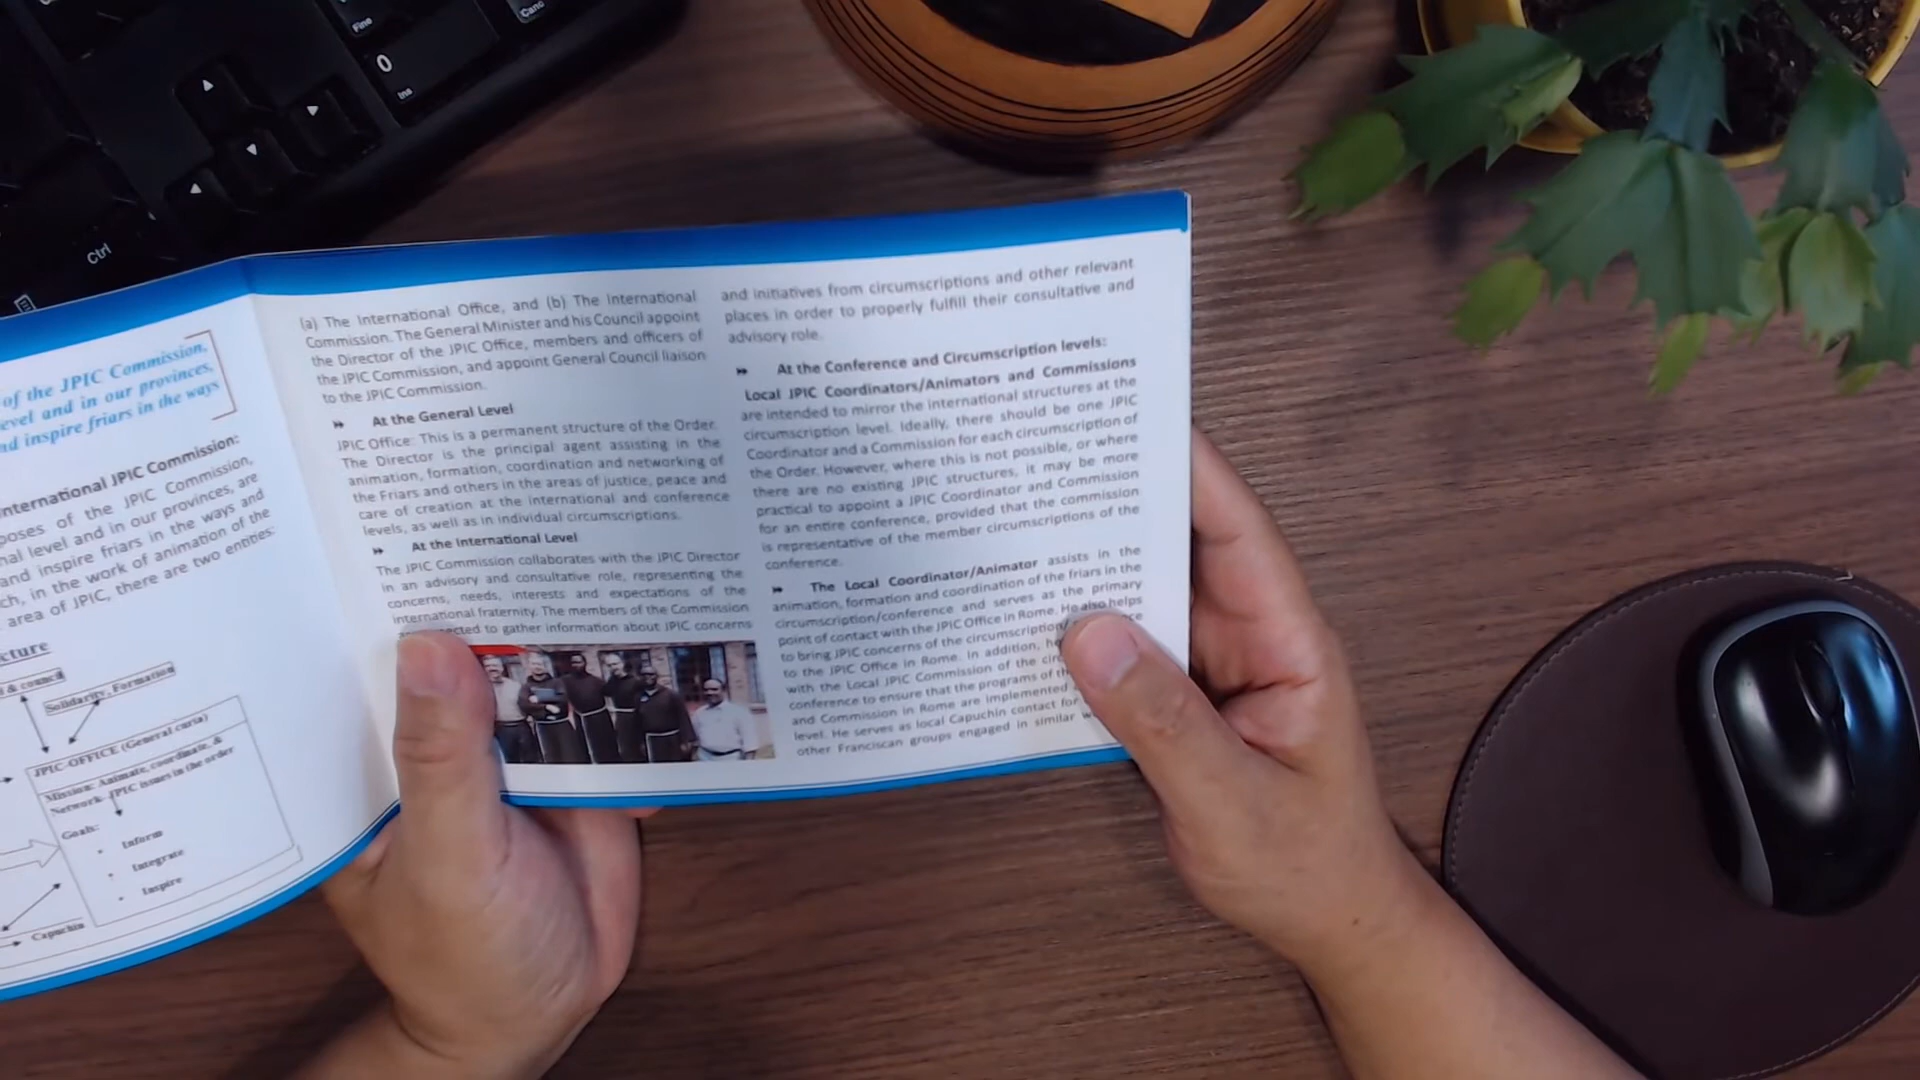 Fine
Canc
0
Ins
Ctrl
of the JPIC Commission,
level and in our provinces,
nd inspire friars in the ways
nternational JPIC Commission:
poses of the JPIC Commission,
nal level and in our provinces, are
and inspire friars in the ways and
ch, in the work of animation of the
area of JPIC, there are two entities:
cture
& council
Solidarity, Formation
JPIC-OFFICE (General curia)
Mission: Animate, coordinate, &
Network- JPIC issues in the order
Goals:
• Inform
• Integrate
• Inspire
Capuchin
(a) The International Office, and (b) The International
Commission. The General Minister and his Council appoint
the Director of the JPIC Office, members and officers of
the JPIC Commission, and appoint General Council liaison
to the JPIC Commission.
At the General Level
JPIC Office: This is a permanent structure of the Order.
The Director is the principal agent assisting in the
animation, formation, coordination and networking of
the Friars and others in the areas of justice, peace and
care of creation at the international and conference
levels, as well as in individual circumscriptions.
At the International Level
The JPIC Commission collaborates with the JPIC Director
in an advisory and consultative role, representing the
concerns, needs, interests and expectations of the
international fraternity. The members of the Commission
to gather information about JPIC concerns
and initiatives from circumscriptions and other relevant
places in order to properly fulfill their consultative and
advisory role.
At the Conference and Circumscription levels:
Local JPIC Coordinators/Animators and Commissions
are intended to mirror the international structures at the
circumscription level. Ideally, there should be one JPIC
Coordinator and a Commission for each circumscription of
the Order. However, where this is not possible, or where
there are no existing JPIC structures, it may be more
practical to appoint a JPIC Coordinator and Commission
for an entire conference, provided that the commission
is representative of the member circumscriptions of the
conference.
The Local Coordinator/Animator assists in the
animation, formation and coordination of the friars in the
circumscription/conference and serves as the primary
point of contact with the JPIC Office in Rome. He also helps
to bring JPIC concerns of the circumscription/
to the JPIC Office in Rome. In addition, he
with the Local JPIC Commission of the
conference to ensure that the programs of
and Commission in Rome are implemented
level. He serves as local Capuchin contact for
other Franciscan groups engaged in similar